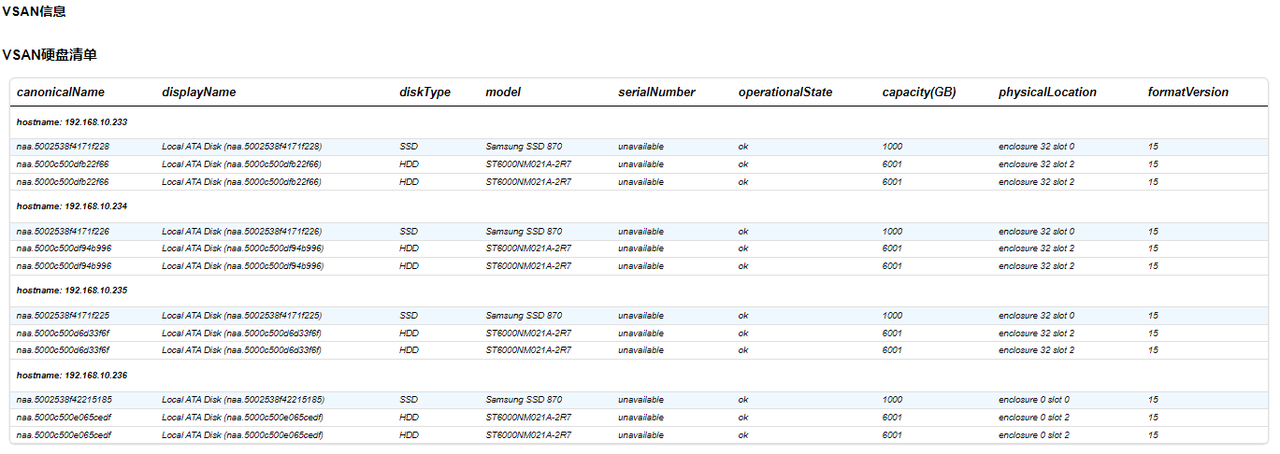 VSAN信息
VSAN硬盘清单
canonicalName displayName diskType model serialNumber operationalState capacity(GB) physicalLocation formatVersion
hostname: 192.168.10.233
naa.5002538f4171f228 Local ATA Disk (naa.5002538f4171f228) SSD Samsung SSD 870 unavailable ok 1000 enclosure 32 slot 0 15
naa.5000c500dfb22f66 Local ATA Disk (naa.5000c500dfb22f66) HDD ST6000NM021A-2R7 unavailable ok 6001 enclosure 32 slot 2 15
naa.5000c500dfb22f66 Local ATA Disk (naa.5000c500dfb22f66) HDD ST6000NM021A-2R7 unavailable ok 6001 enclosure 32 slot 2 15
hostname: 192.168.10.234
naa.5002538f4171f226 Local ATA Disk (naa.5002538f4171f226) SSD Samsung SSD 870 unavailable ok 1000 enclosure 32 slot 0 15
naa.5000c500df94b996 Local ATA Disk (naa.5000c500df94b996) HDD ST6000NM021A-2R7 unavailable ok 6001 enclosure 32 slot 2 15
naa.5000c500df94b996 Local ATA Disk (naa.5000c500df94b996) HDD ST6000NM021A-2R7 unavailable ok 6001 enclosure 32 slot 2 15
hostname: 192.168.10.235
naa.5002538f4171f225 Local ATA Disk (naa.5002538f4171f225) SSD Samsung SSD 870 unavailable ok 1000 enclosure 32 slot 0 15
naa.5000c500d6d33f6f Local ATA Disk (naa.5000c500d6d33f6f) HDD ST6000NM021A-2R7 unavailable ok 6001 enclosure 32 slot 2 15
naa.5000c500d6d33f6f Local ATA Disk (naa.5000c500d6d33f6f) HDD ST6000NM021A-2R7 unavailable ok 6001 enclosure 32 slot 2 15
hostname: 192.168.10.236
naa.5002538f42215185 Local ATA Disk (naa.5002538f42215185) SSD Samsung SSD 870 unavailable ok 1000 enclosure 0 slot 0 15
naa.5000c500e065cedf Local ATA Disk (naa.5000c500e065cedf) HDD ST6000NM021A-2R7 unavailable ok 6001 enclosure 0 slot 2 15
naa.5000c500e065cedf Local ATA Disk (naa.5000c500e065cedf) HDD ST6000NM021A-2R7 unavailable ok 6001 enclosure 0 slot 2 15